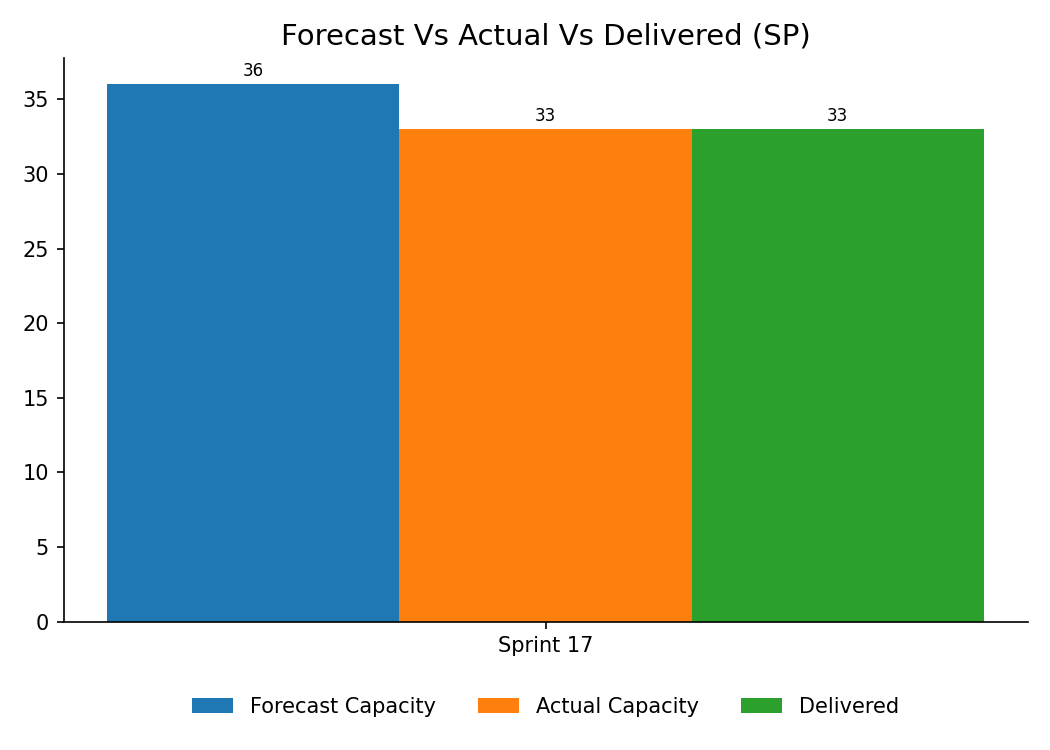 Forecast Vs Actual Vs Delivered (SP)
36
33
33
35
30
25
20
15
10
5
0
Sprint 17
Forecast Capacity
Actual Capacity
Delivered